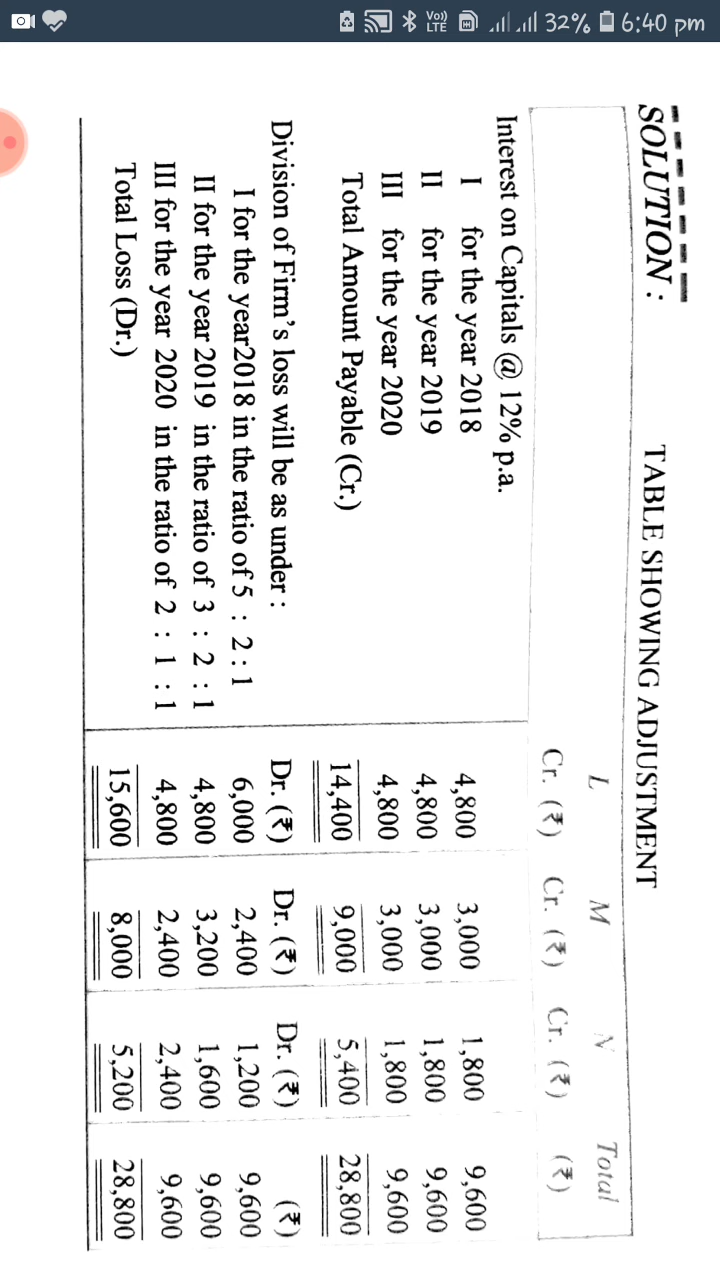 Vo)) LTE 32% 6:40 pm
SOLUTION :
TABLE SHOWING ADJUSTMENT
L M N Total
Cr. (₹) Cr. (₹) Cr. (₹) (₹)
Interest on Capitals @ 12% p.a.
I for the year 2018 4,800 3,000 1,800 9,600
II for the year 2019 4,800 3,000 1,800 9,600
III for the year 2020 4,800 3,000 1,800 9,600
Total Amount Payable (Cr.) 14,400 9,000 5,400 28,800
Division of Firm's loss will be as under : Dr. (₹) Dr. (₹) Dr. (₹) (₹)
I for the year2018 in the ratio of 5 : 2 : 1 6,000 2,400 1,200 9,600
II for the year 2019 in the ratio of 3 : 2 : 1 4,800 3,200 1,600 9,600
III for the year 2020 in the ratio of 2 : 1 : 1 4,800 2,400 2,400 9,600
Total Loss (Dr.) 15,600 8,000 5,200 28,800